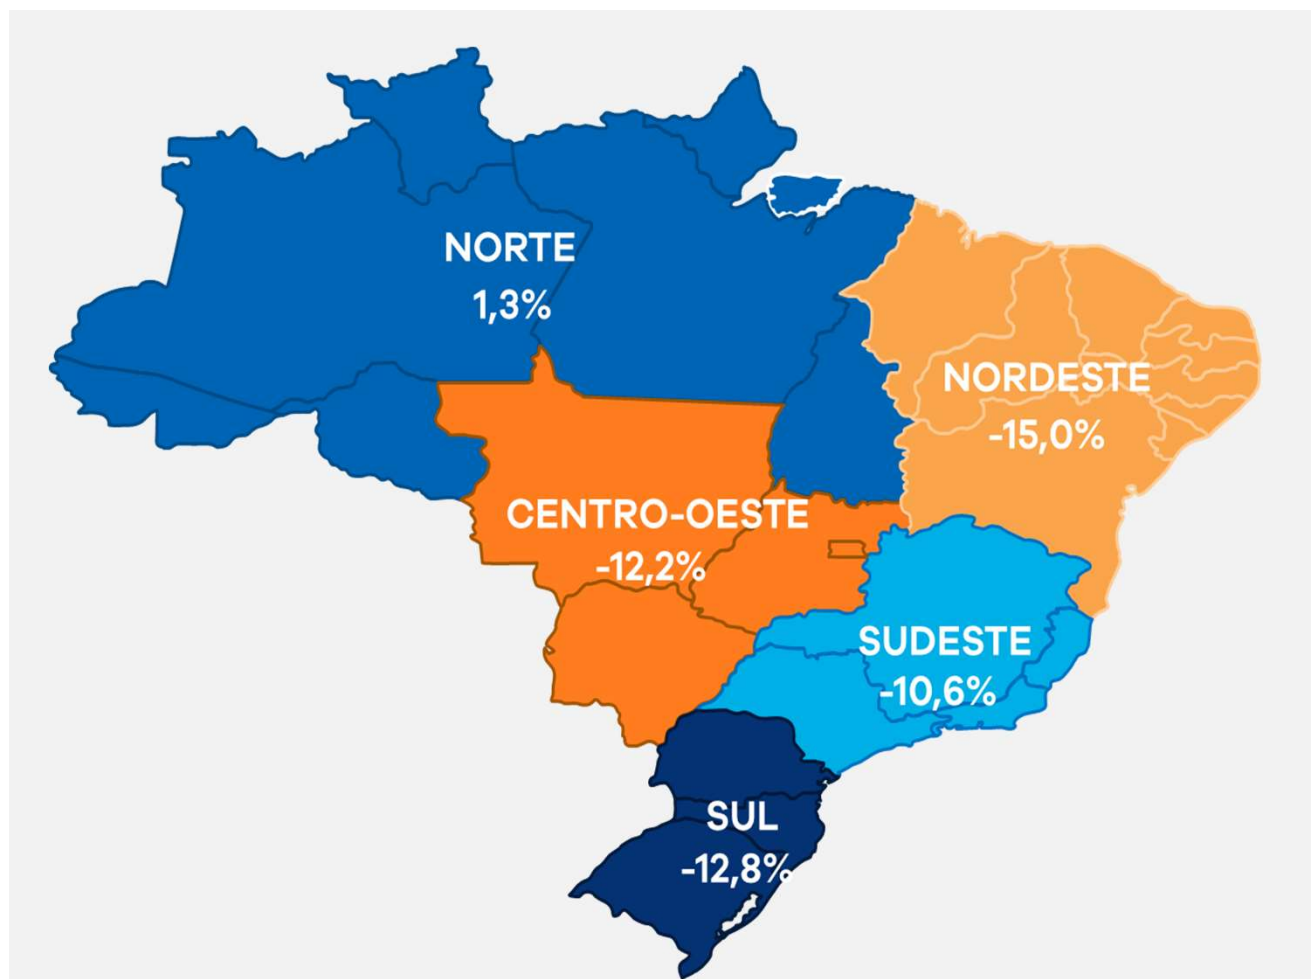 NORTE
1,3%
NORDESTE
-15,0%
CENTRO-OESTE
-12,2%
SUDESTE
-10,6%
SUL
-12,8%